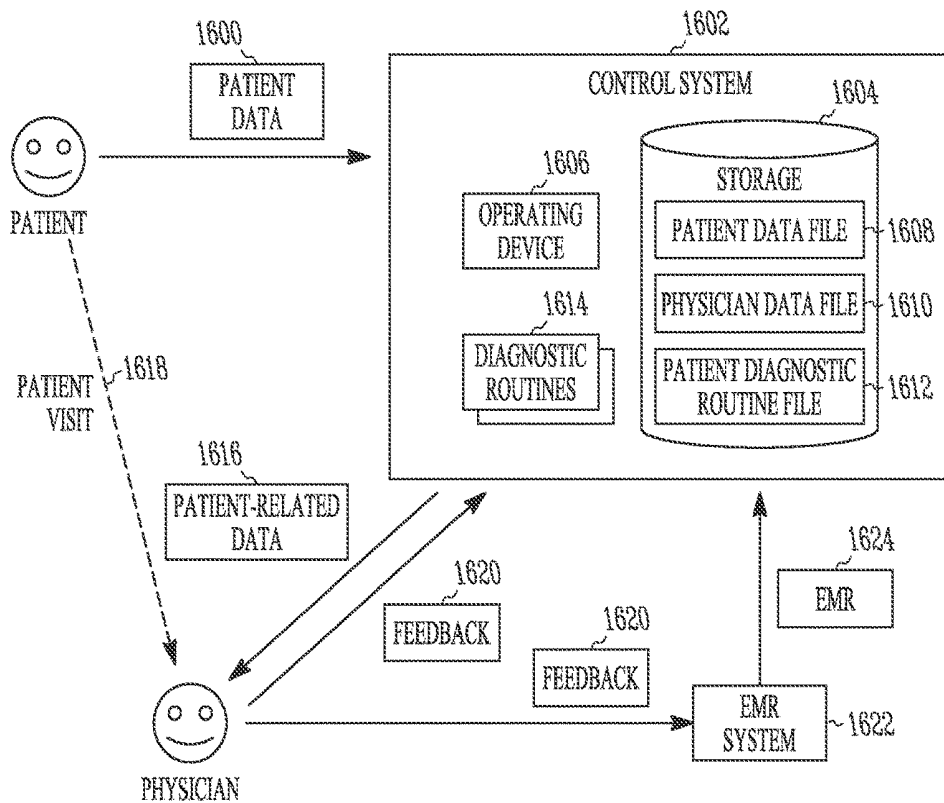 1600
PATIENT
DATA
PATIENT
1602
CONTROL SYSTEM
1604
STORAGE
1606
OPERATING
DEVICE
PATIENT DATA FILE
1608
PHYSICIAN DATA FILE
1610
1614
DIAGNOSTIC
ROUTINES
PATIENT DIAGNOSTIC
ROUTINE FILE
1612
PATIENT
VISIT
1618
1616
PATIENT-RELATED
DATA
1620
FEEDBACK
1620
FEEDBACK
1624
EMR
EMR
SYSTEM
1622
PHYSICIAN